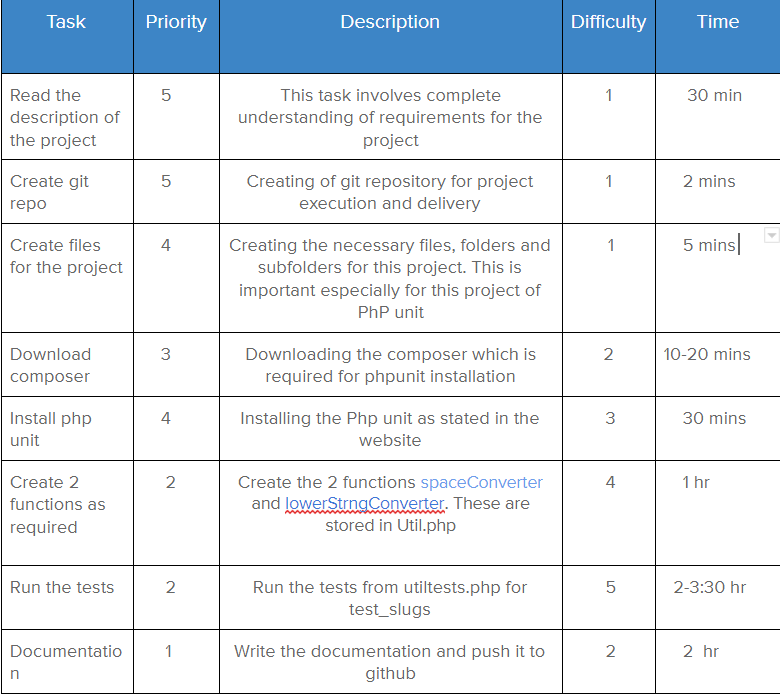 Task Priority Description Difficulty Time
Read the 5 This task involves complete 1 30 min
description of understanding of requirements for the
the project project
Create git 5 Creating of git repository for project 1 2 mins
repo execution and delivery
Create files 4 Creating the necessary files, folders and 1 5 mins
for the project subfolders for this project. This is
important especially for this project of
PhP unit
Download 3 Downloading the composer which is 2 10-20 mins
composer required for phpunit installation
Install php 4 Installing the Php unit as stated in the 3 30 mins
unit website
Create 2 2 Create the 2 functions spaceConverter 4 1 hr
functions as and lowerStrngConverter. These are
required stored in Util.php
Run the tests 2 Run the tests from utiltests.php for 5 2-3:30 hr
test_slugs
Documentatio 1 Write the documentation and push it to 2 2 hr
n github